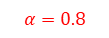 α = 0.8